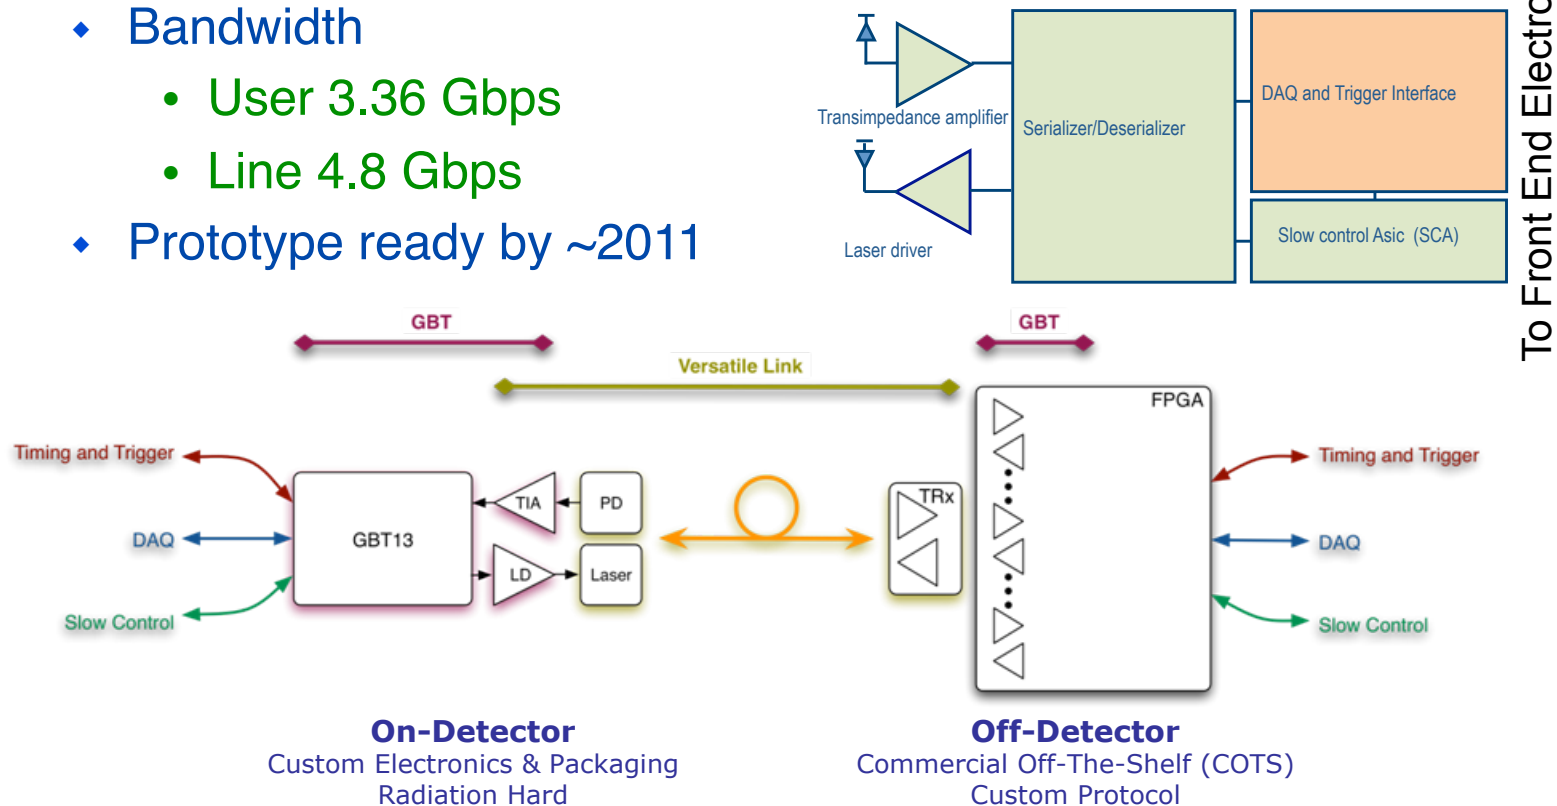 Bandwidth
User 3.36 Gbps
Line 4.8 Gbps
Prototype ready by ~2011
Transimpedance amplifier
Laser driver
Serializer/Deserializer
DAQ and Trigger Interface
Slow control Asic (SCA)
To Front End Electro
GBT
GBT
Versatile Link
FPGA
Timing and Trigger
DAQ
Slow Control
GBT13
TIA
PD
LD
Laser
TRx
Timing and Trigger
DAQ
Slow Control
On-Detector
Custom Electronics & Packaging
Radiation Hard
Off-Detector
Commercial Off-The-Shelf (COTS)
Custom Protocol